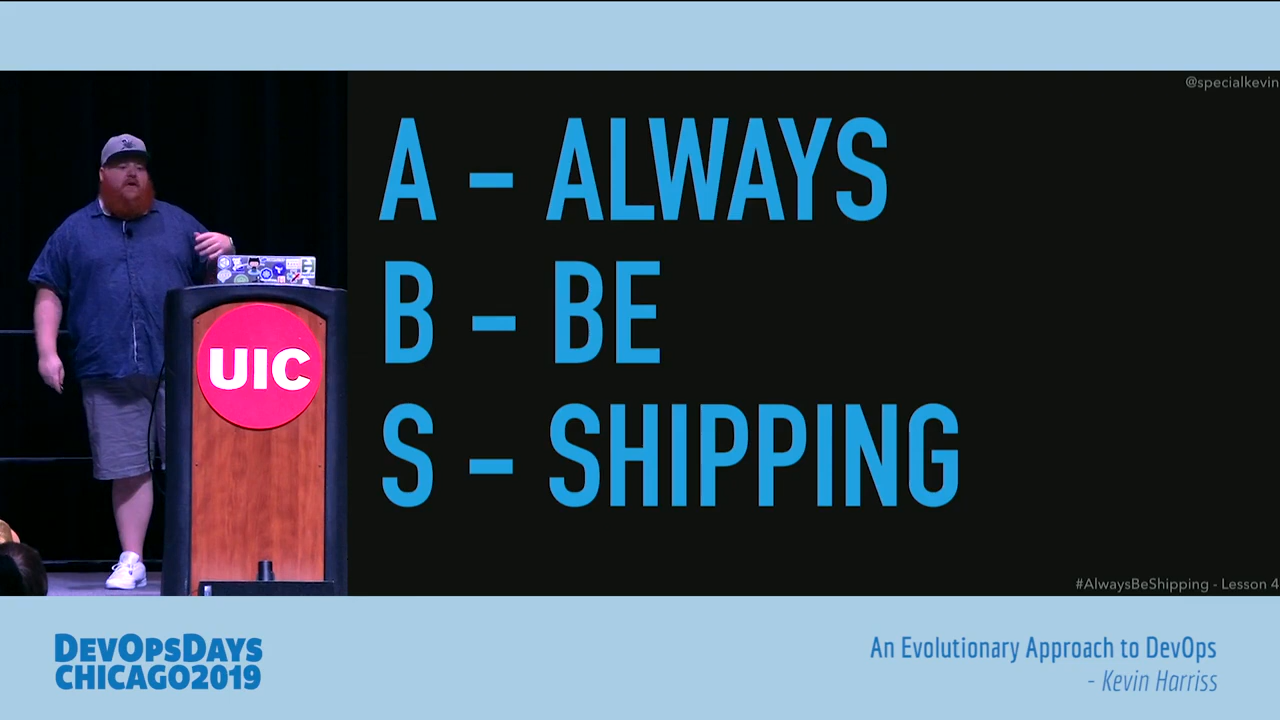 @specialkevin
A – ALWAYS
B – BE
S – SHIPPING
UIC
#AlwaysBeShipping - Lesson 4
DEVOPSDAYS
CHICAGO2019
An Evolutionary Approach to DevOps
- Kevin Harriss